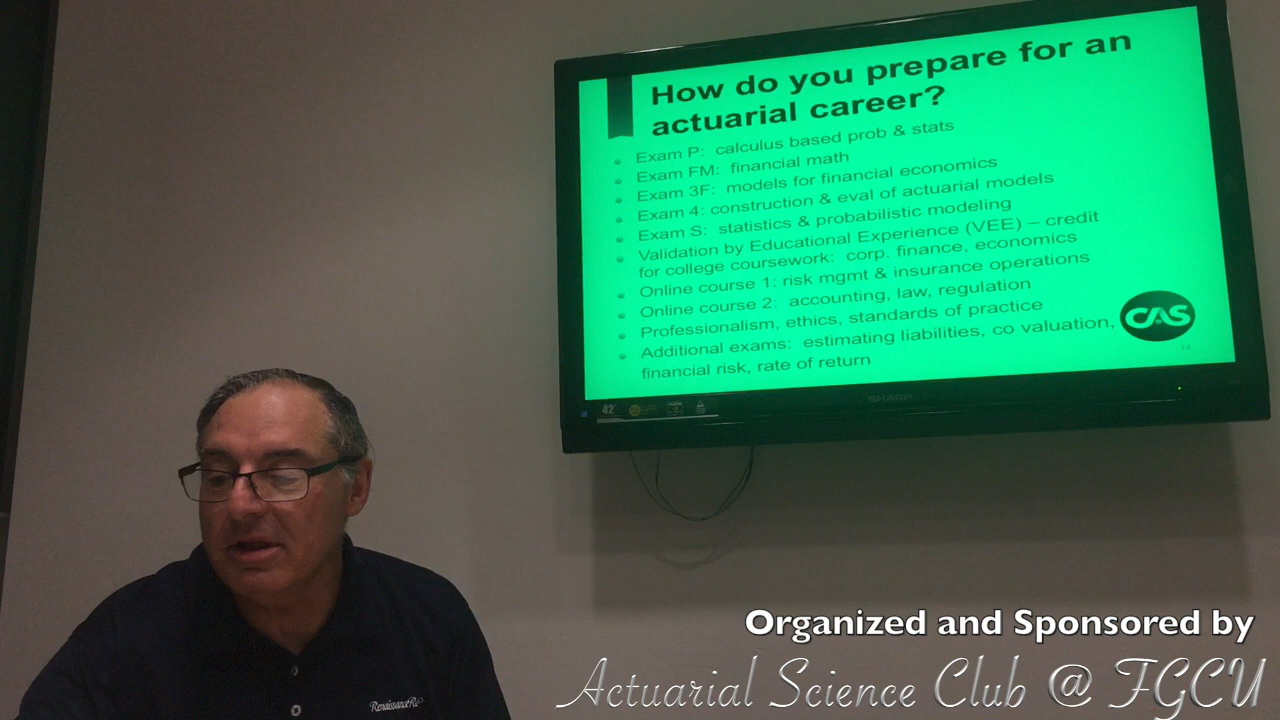 How do you prepare for an
actuarial career?
Exam P: calculus based prob & stats
Exam FM: financial math
Exam 3F: models for financial economics
Exam 4: construction & eval of actuarial models
Exam S: statistics & probabilistic modeling
Validation by Educational Experience (VEE) – credit
for college coursework: corp. finance, economics
Online course 1: risk mgmt & insurance operations
Online course 2: accounting, law, regulation
Professionalism, ethics, standards of practice
Additional exams: estimating liabilities, co valuation,
financial risk, rate of return
CAS
SHARP
42
RenaissanceRe
Organized and Sponsored by
Actuarial Science Club @ FGCU